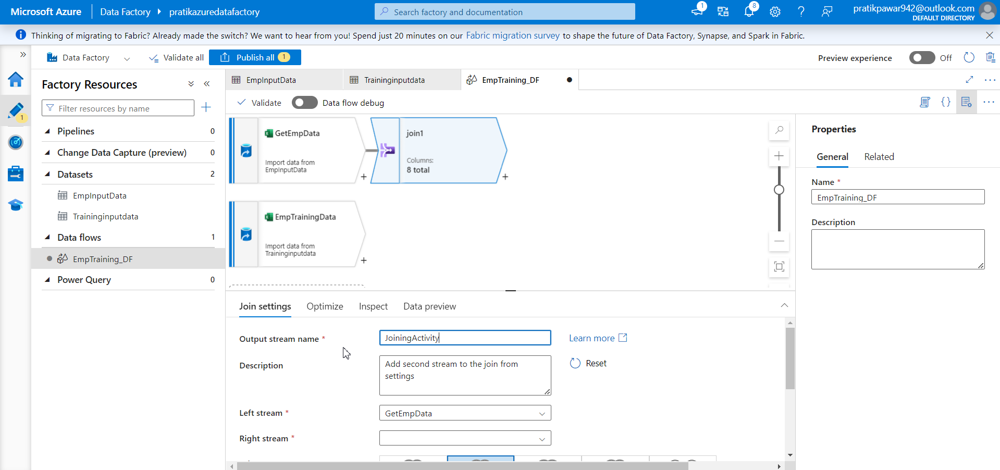 Microsoft Azure
Data Factory
pratikazuredatafactory
Search factory and documentation
1
8
pratikpawar942@outlook.com
DEFAULT DIRECTORY
Thinking of migrating to Fabric? Already made the switch? We want to hear from you! Spend just 20 minutes on our Fabric migration survey to shape the future of Data Factory, Synapse, and Spark in Fabric.
Data Factory
Validate all
Publish all 1
Preview experience
Off
1
Factory Resources
Filter resources by name
Pipelines 0
Change Data Capture (preview) 0
Datasets 2
EmpInputData
Traininginputdata
Data flows 1
EmpTraining_DF
Power Query 0
EmpInputData
Traininginputdata
EmpTraining_DF
Validate
Data flow debug
GetEmpData
Import data from
EmpInputData
join1
Columns:
8 total
EmpTrainingData
Import data from
Traininginputdata
Join settings
Optimize
Inspect
Data preview
Output stream name *
JoiningActivity
Learn more
Description
Add second stream to the join from
settings
Reset
Left stream *
GetEmpData
Right stream *
Properties
General
Related
Name *
EmpTraining_DF
Description